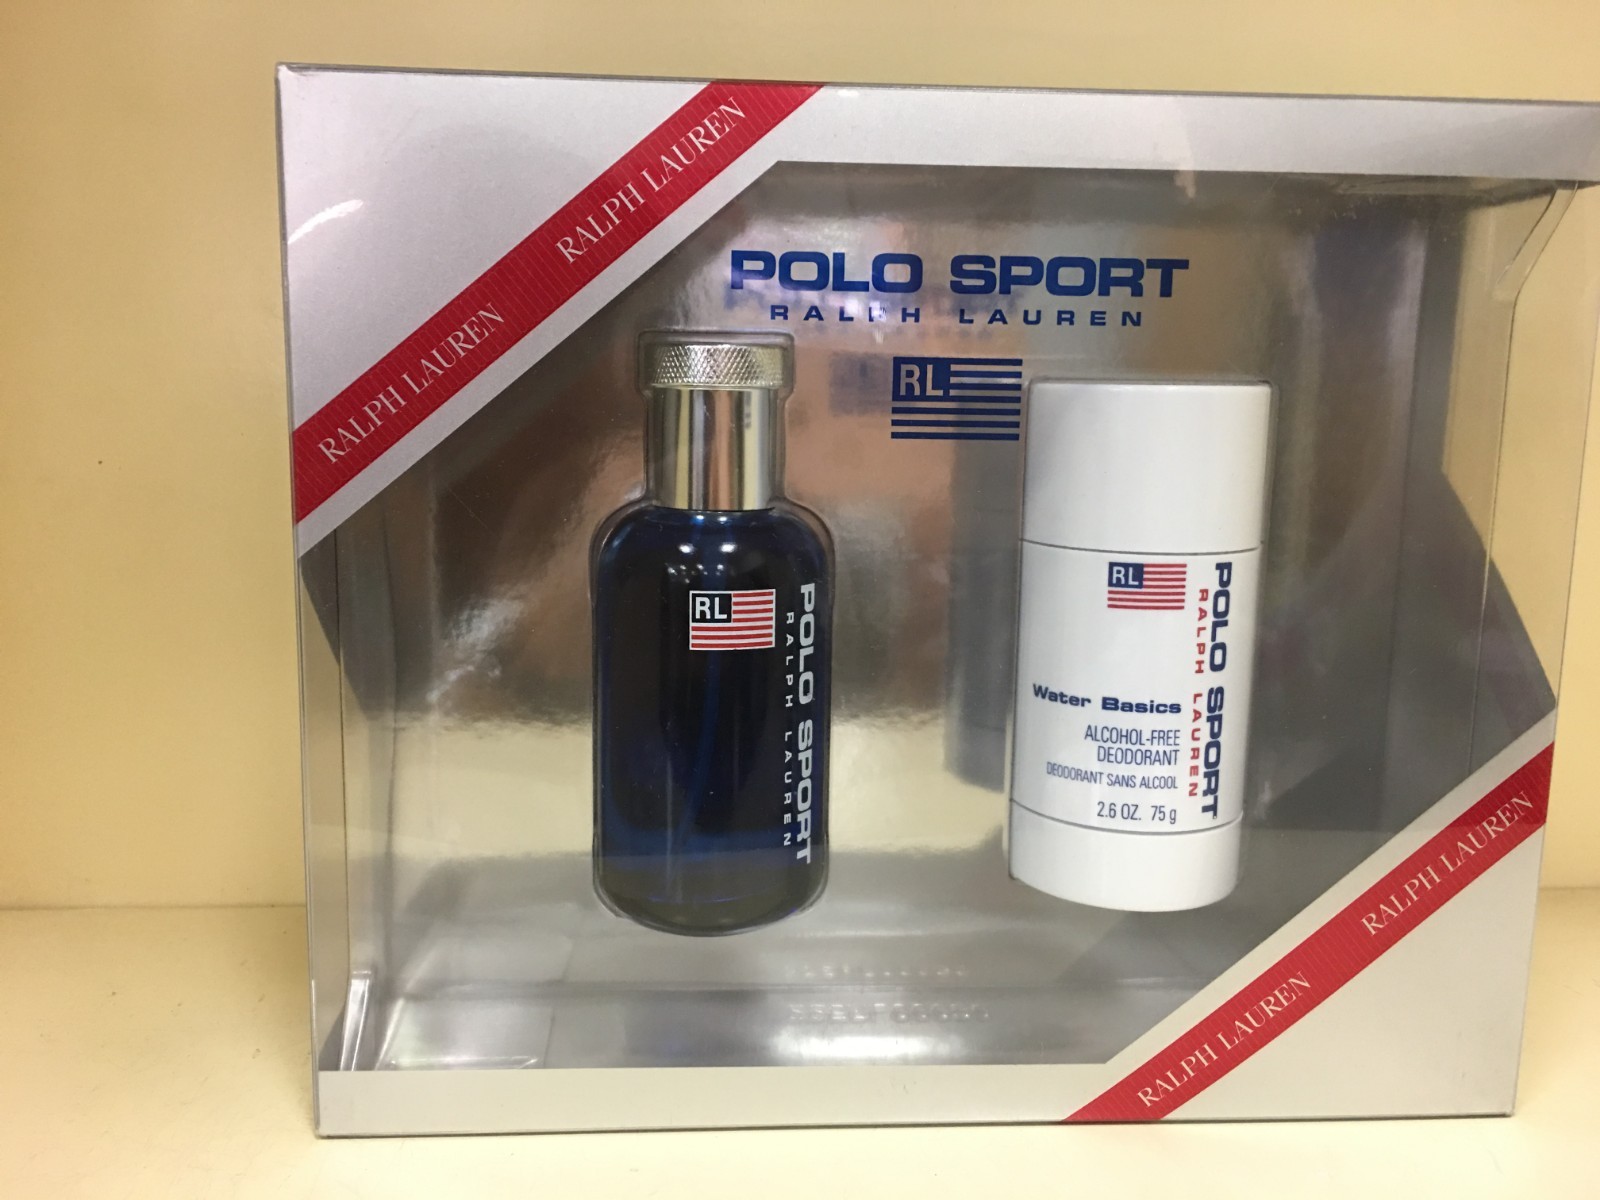 RALPH LAUREN
RALPH LAUREN
POLO SPORT
RALPH LAUREN
RL
RL
POLO SPORT
RALPH LAUREN
RL
POLO SPORT
RALPH LAUREN
Water Basics
ALCOHOL-FREE
DEODORANT
DEODORANT SANS ALCOOL
2.6 OZ. 75 g
RALPH LAUREN
RALPH LAUREN